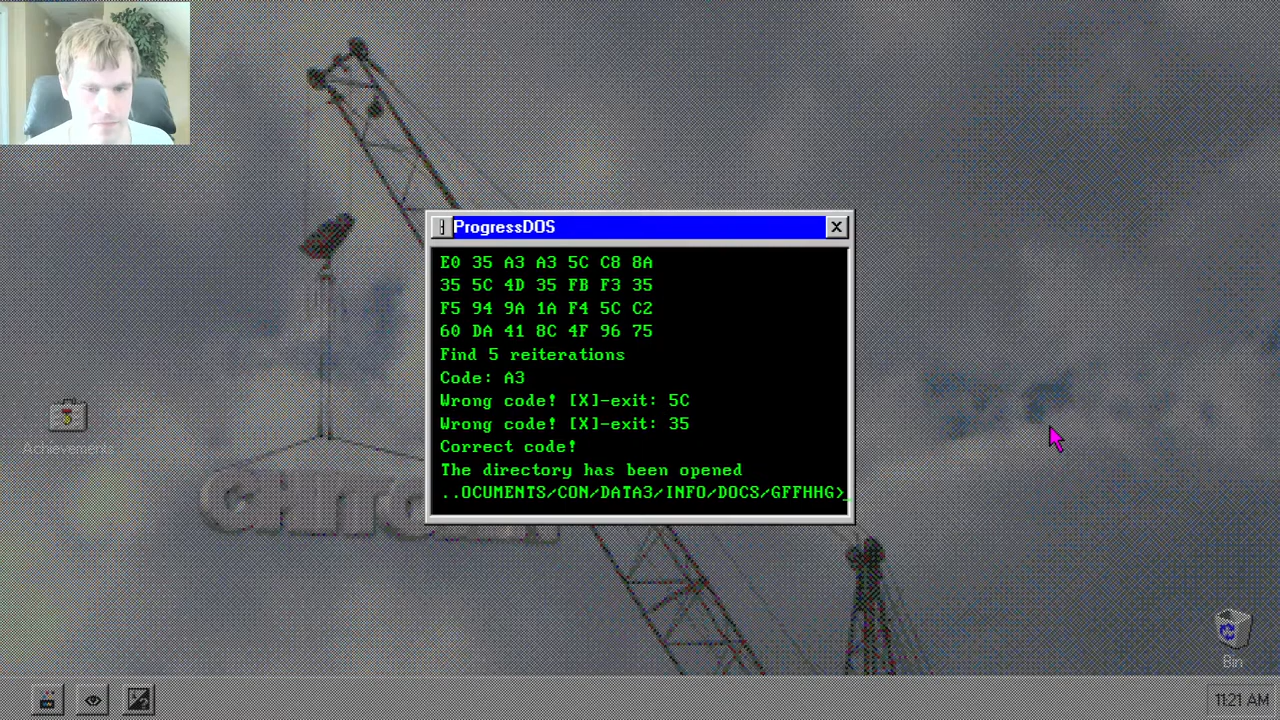 ProgressDOS
E0 35 A3 A3 5C C8 8A
35 5C 4D 35 FB F3 35
F5 94 9A 1A F4 5C C2
60 DA 41 8C 4F 96 75
Find 5 reiterations
Code: A3
Wrong code! [X]-exit: 5C
Wrong code! [X]-exit: 35
Correct code!
The directory has been opened
..OCUMENTS/CON/DATA3/INFO/DOCS/GFFHHG>_
Achievements
Bin
11:21 AM